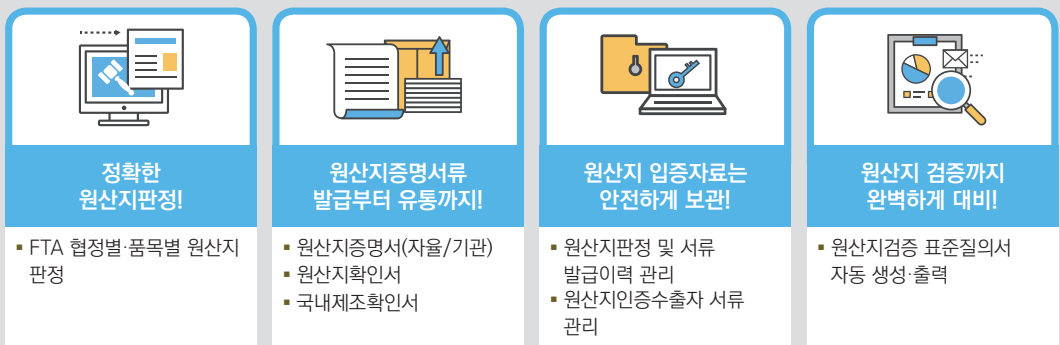 정확한
원산지판정!
▪ FTA 협정별·품목별 원산지
판정
원산지증명서류
발급부터 유통까지!
▪ 원산지증명서(자율/기관)
▪ 원산지확인서
▪ 국내제조확인서
원산지 입증자료는
안전하게 보관!
▪ 원산지판정 및 서류
발급이력 관리
▪ 원산지인증수출자 서류
관리
원산지 검증까지
완벽하게 대비!
▪ 원산지검증 표준질의서
자동 생성·출력